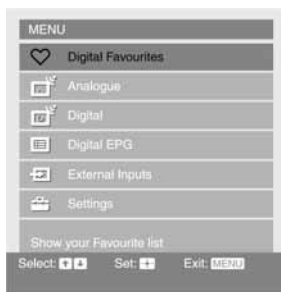 MENU
Digital Favourites
Analogue
Digital
Digital EPG
External Inputs
Settings
Show your Favourite list
Select: Set: Exit: MENU